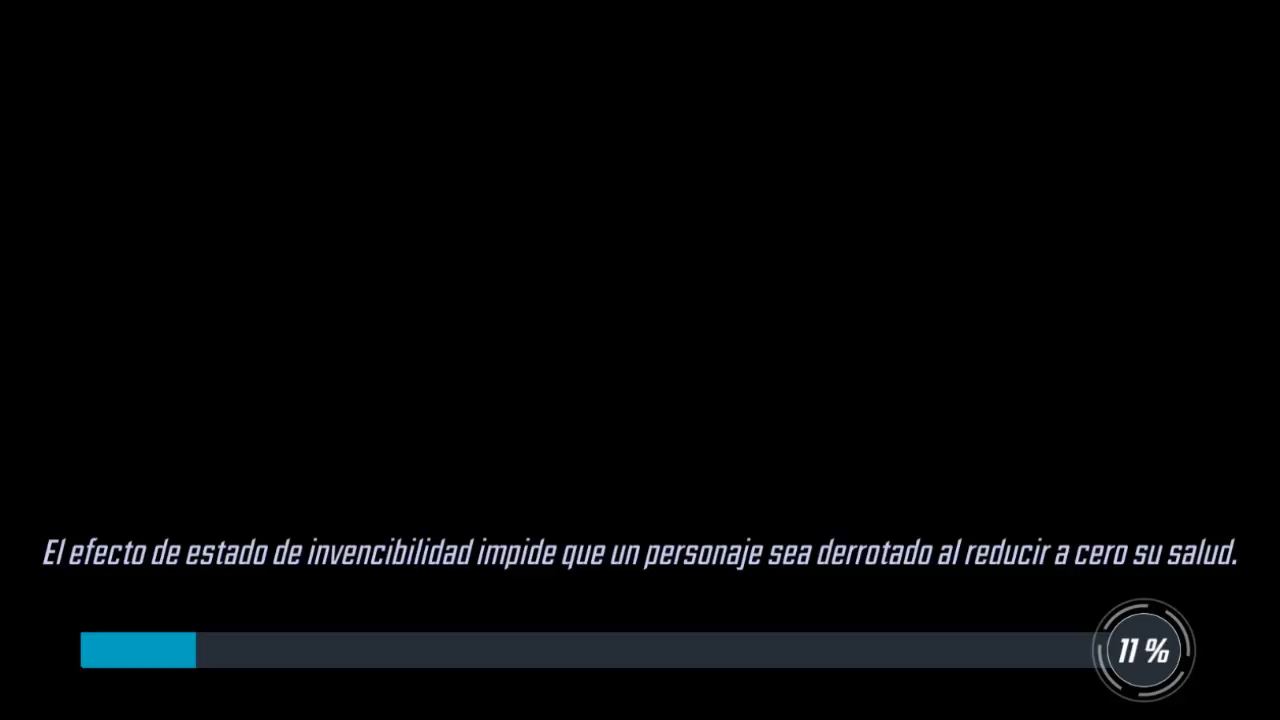 El efecto de estado de invencibilidad impide que un personaje sea derrotado al reducir a cero su salud.
11 %